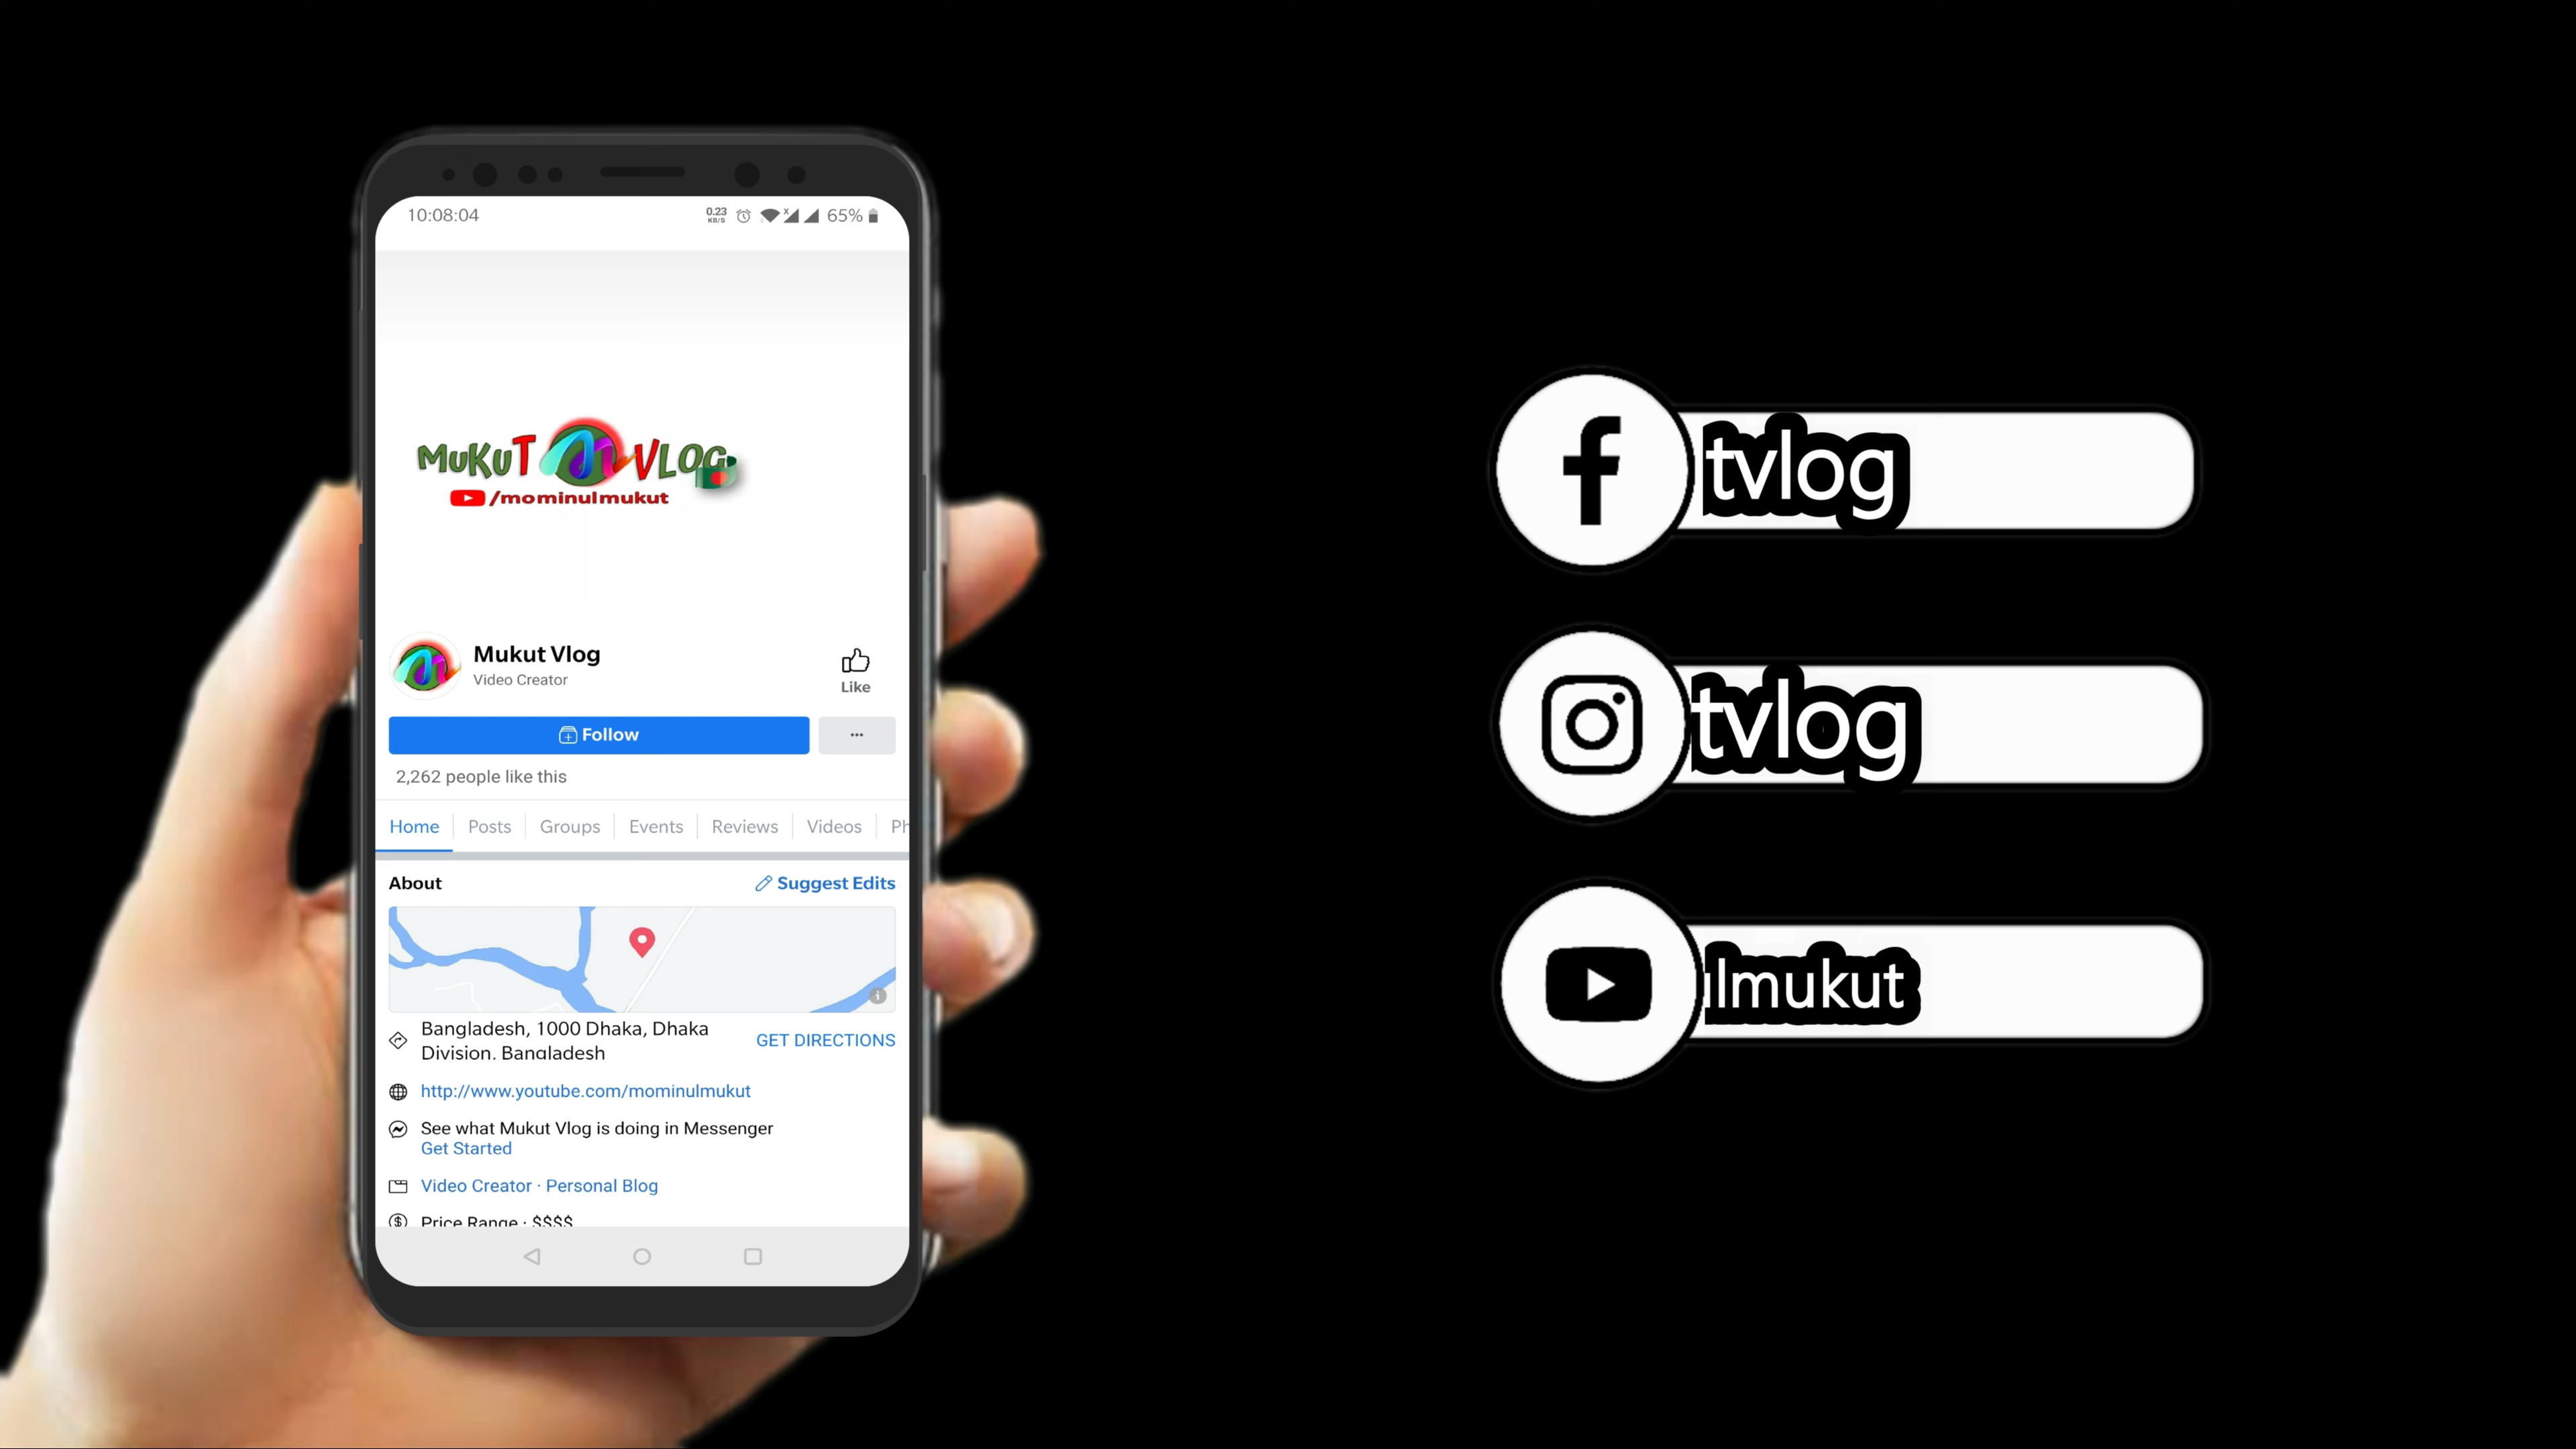 10:08:04 0.23 KB/S 65%
MUKUT VLOG
/mominulmukut
Mukut Vlog
Video Creator
Like
Follow
2,262 people like this
Home Posts Groups Events Reviews Videos Ph
About Suggest Edits
Bangladesh, 1000 Dhaka, Dhaka
Division, Bangladesh
GET DIRECTIONS
http://www.youtube.com/mominulmukut
See what Mukut Vlog is doing in Messenger
Get Started
Video Creator · Personal Blog
Price Range · $$$$
tvlog
tvlog
lmukut